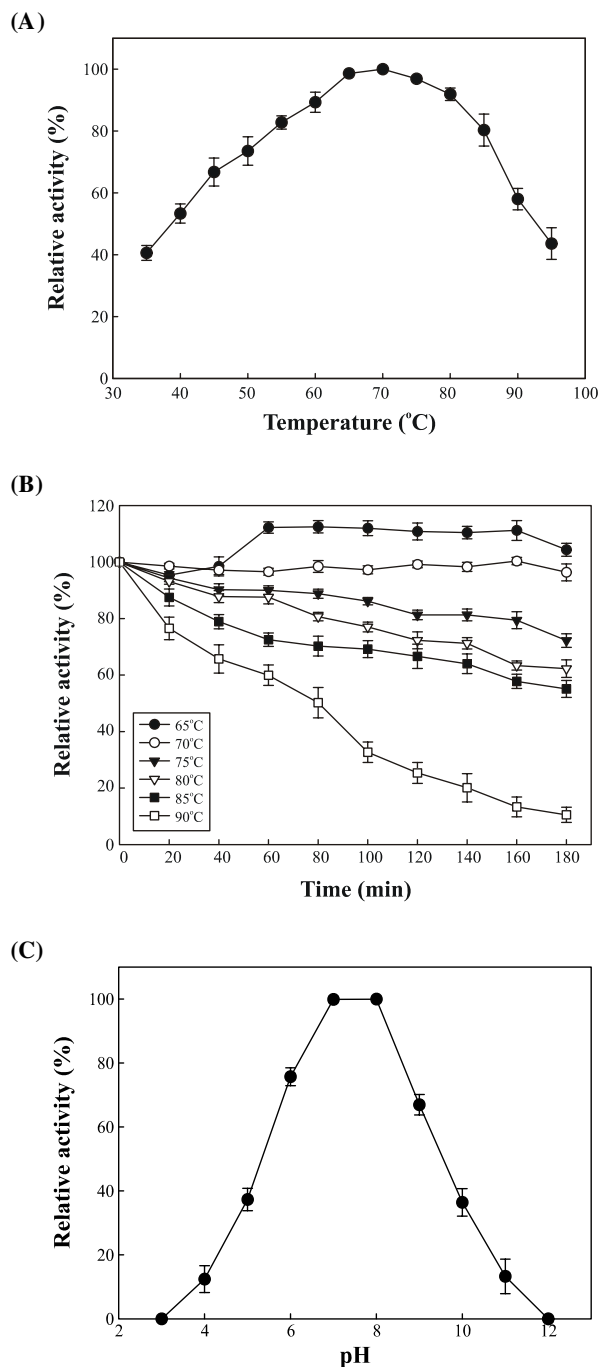 (A)
Relative activity (%)
100
80
60
40
20
0
30 40 50 60 70 80 90 100
Temperature (°C)
(B)
Relative activity (%)
120
100
80
60
40
20
0
65°C
70°C
75°C
80°C
85°C
90°C
0 20 40 60 80 100 120 140 160 180
Time (min)
(C)
Relative activity (%)
100
80
60
40
20
0
2 4 6 8 10 12
pH